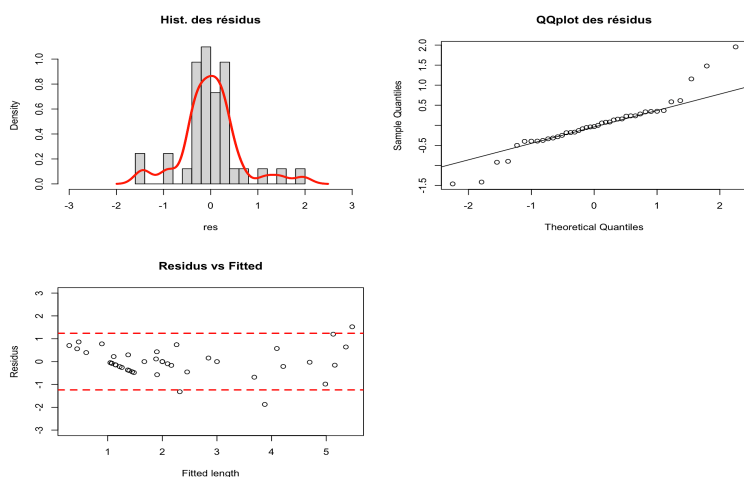 Hist. des résidus
Density
0.0 0.2 0.4 0.6 0.8 1.0
-3 -2 -1 0 1 2 3
res
QQplot des résidus
Sample Quantiles
-1.5 -0.5 0.5 1.5 2.0
-2 -1 0 1 2
Theoretical Quantiles
Residus vs Fitted
Residus
-3 -2 -1 0 1 2 3
1 2 3 4 5
Fitted length